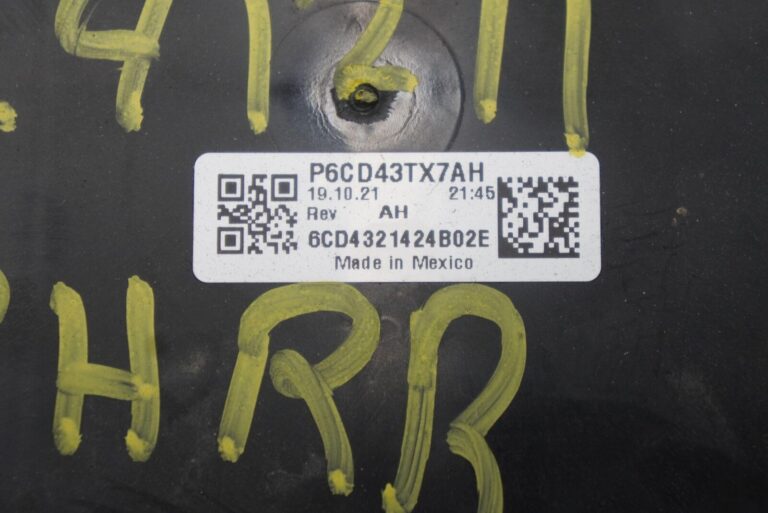 P6CD43TX7AH
19.10.21 21:45
Rev AH
6CD4321424B02E
Made in Mexico
HRR